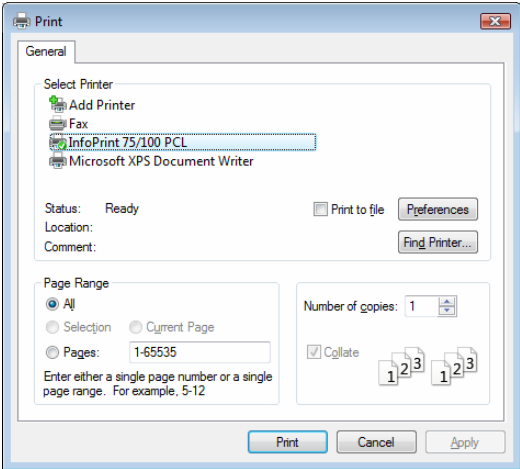 Print
General
Select Printer
Add Printer
Fax
InfoPrint 75/100 PCL
Microsoft XPS Document Writer
Status: Ready
Print to file
Preferences
Location:
Comment:
Find Printer...
Page Range
All
Selection
Current Page
Pages: 1-65535
Enter either a single page number or a single
page range. For example, 5-12
Number of copies: 1
Collate
1 2 3 1 2 3
Print
Cancel
Apply